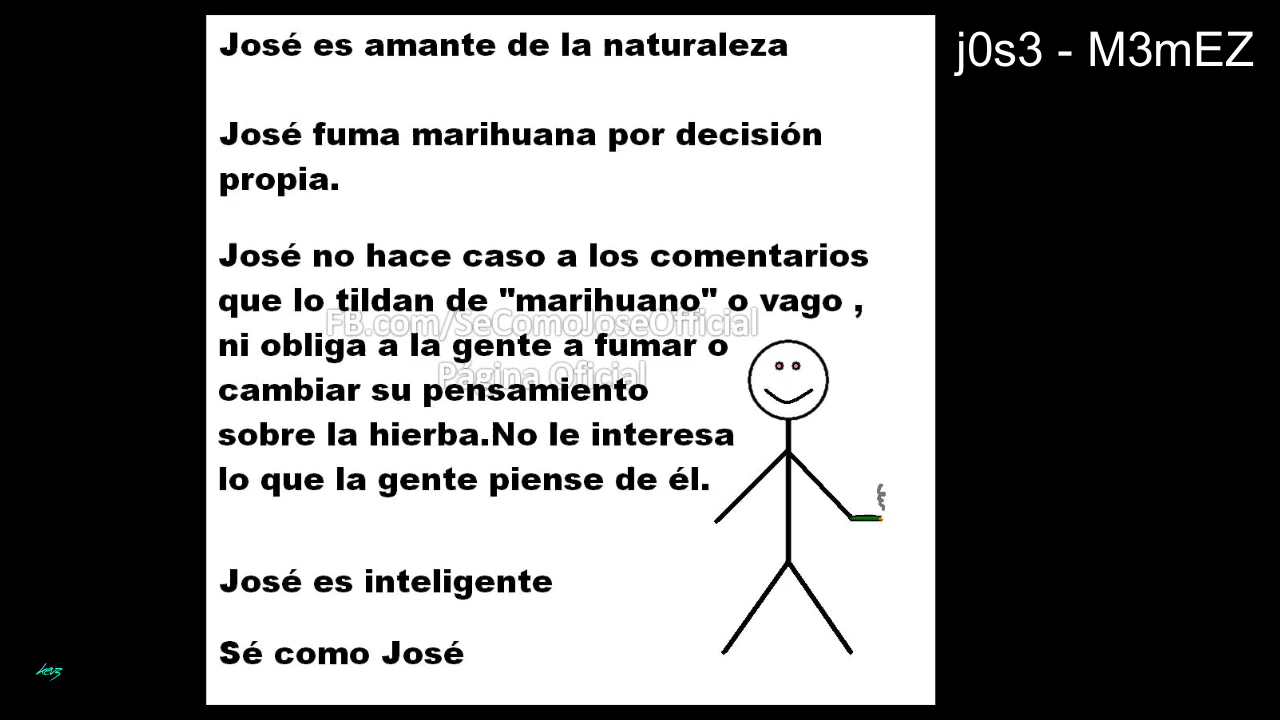 José es amante de la naturaleza
j0s3 - M3mEZ
José fuma marihuana por decisión
propia.
José no hace caso a los comentarios
que lo tildan de "marihuano" o vago ,
FB.com/SeComoJoseOfficial
ni obliga a la gente a fumar o
Página Oficial
cambiar su pensamiento
sobre la hierba.No le interesa
lo que la gente piense de él.
José es inteligente
Sé como José